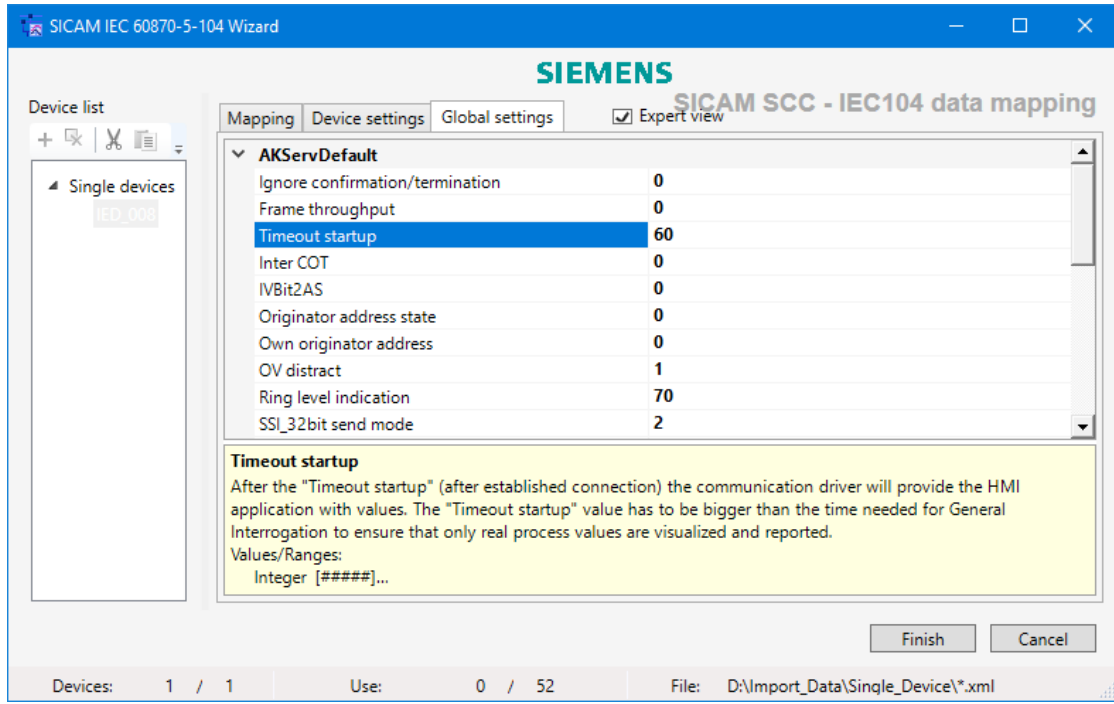 SICAM IEC 60870-5-104 Wizard
SIEMENS
SICAM SCC - IEC104 data mapping
Device list
Mapping Device settings Global settings Expert view
Single devices
IED_008
AKServDefault
Ignore confirmation/termination 0
Frame throughput 0
Timeout startup 60
Inter COT 0
IVBit2AS 0
Originator address state 0
Own originator address 0
OV distract 1
Ring level indication 70
SSI_32bit send mode 2
Timeout startup
After the "Timeout startup" (after established connection) the communication driver will provide the HMI
application with values. The "Timeout startup" value has to be bigger than the time needed for General
Interrogation to ensure that only real process values are visualized and reported.
Values/Ranges:
Integer [#####]...
Finish Cancel
Devices: 1 / 1 Use: 0 / 52 File: D:\Import_Data\Single_Device\*.xml